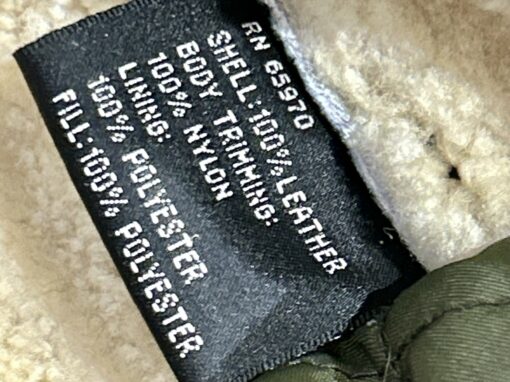 RN 65970
SHELL:100% LEATHER
BODY TRIMMING:
100% NYLON
LINING:
100% POLYESTER
FILL:100% POLYESTER